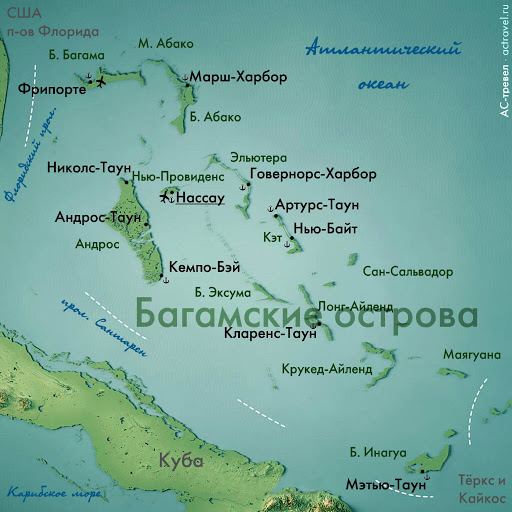 США
п-ов Флорида
М. Абако
Атлантический
океан
АС-тревел · actravel.ru
Б. Багама
Марш-Харбор
Фрипорте
Б. Абако
Флоридский прол.
Эльютера
Николс-Таун
Нью-Провиденс
Говернорс-Харбор
Нассау
Артурс-Таун
Андрос-Таун
Нью-Байт
Кэт
Андрос
Кемпо-Бэй
Сан-Сальвадор
Б. Эксума
Лонг-Айленд
Багамские острова
прол. Сантарен
Кларенс-Таун
Маягуана
Крукед-Айленд
Б. Инагуа
Куба
Мэтью-Таун
Тёркс и
Кайкос
Карибское море